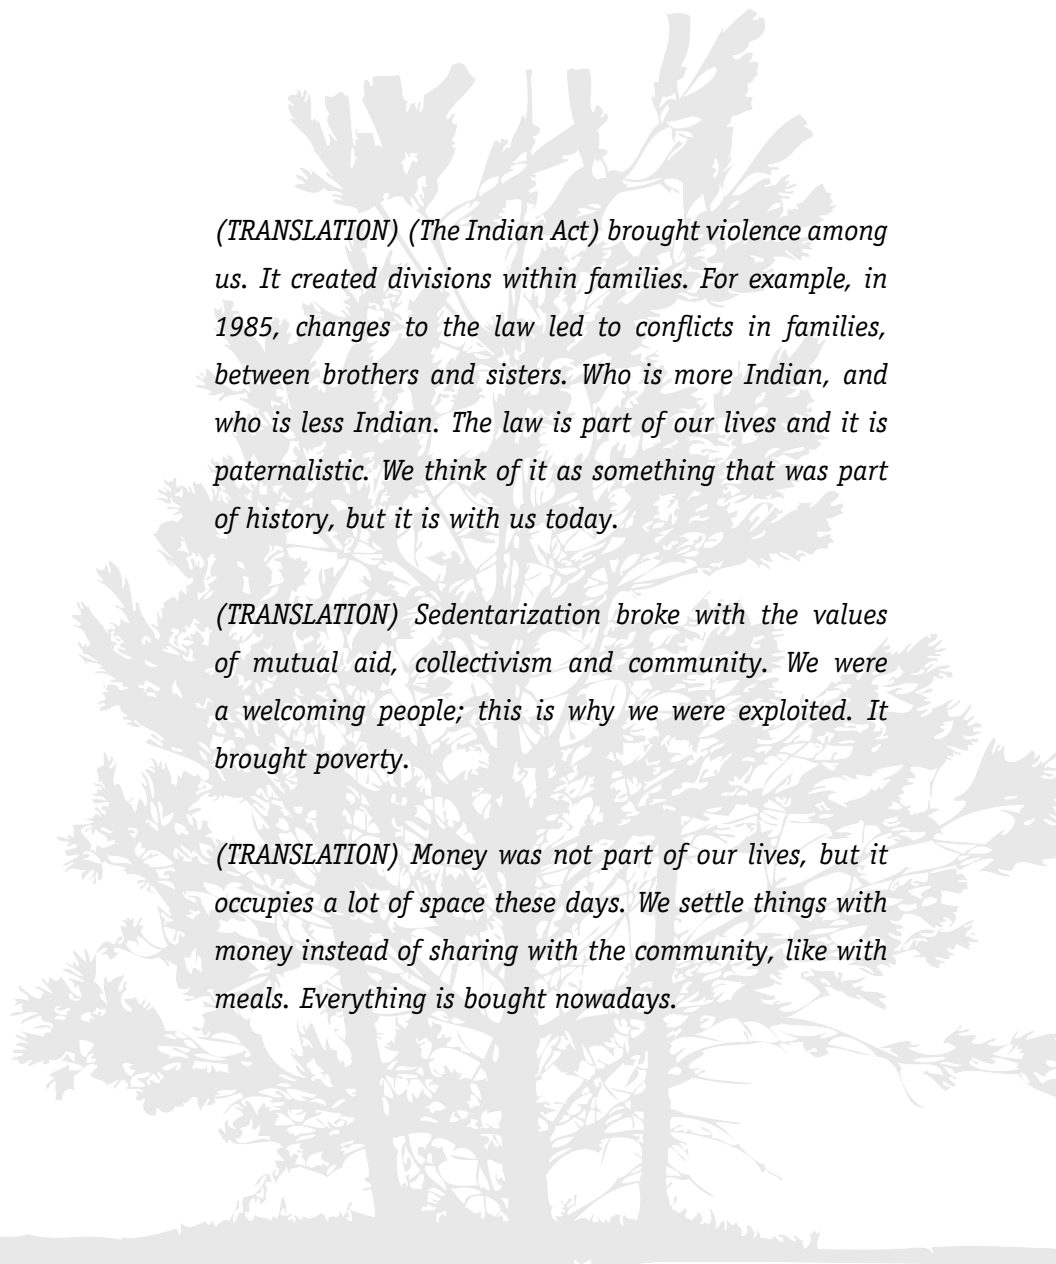 (TRANSLATION) (The Indian Act) brought violence among
us. It created divisions within families. For example, in
1985, changes to the law led to conflicts in families,
between brothers and sisters. Who is more Indian, and
who is less Indian. The law is part of our lives and it is
paternalistic. We think of it as something that was part
of history, but it is with us today.
(TRANSLATION) Sedentarization broke with the values
of mutual aid, collectivism and community. We were
a welcoming people; this is why we were exploited. It
brought poverty.
(TRANSLATION) Money was not part of our lives, but it
occupies a lot of space these days. We settle things with
money instead of sharing with the community, like with
meals. Everything is bought nowadays.